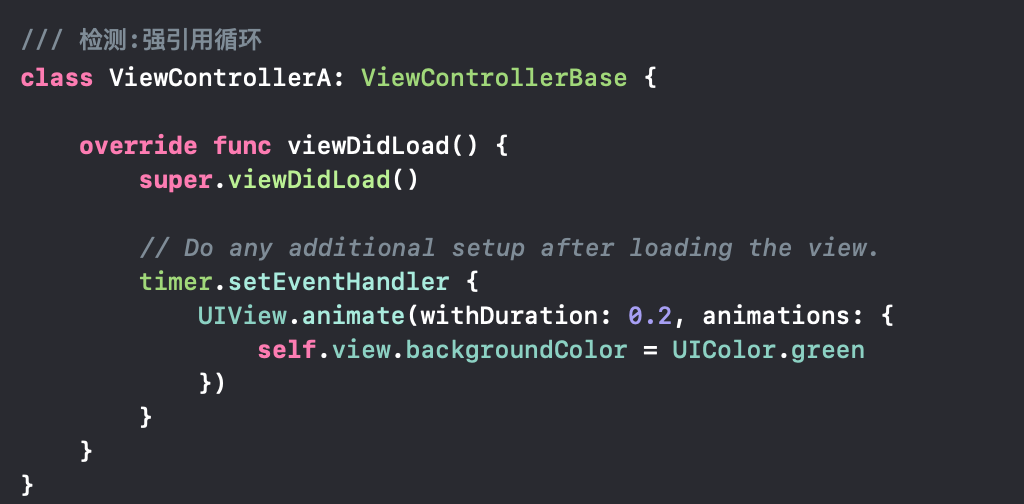 /// 检测:强引用循环
class ViewControllerA: ViewControllerBase {
    override func viewDidLoad() {
        super.viewDidLoad()
        // Do any additional setup after loading the view.
        timer.setEventHandler {
            UIView.animate(withDuration: 0.2, animations: {
                self.view.backgroundColor = UIColor.green
            })
        }
    }
}